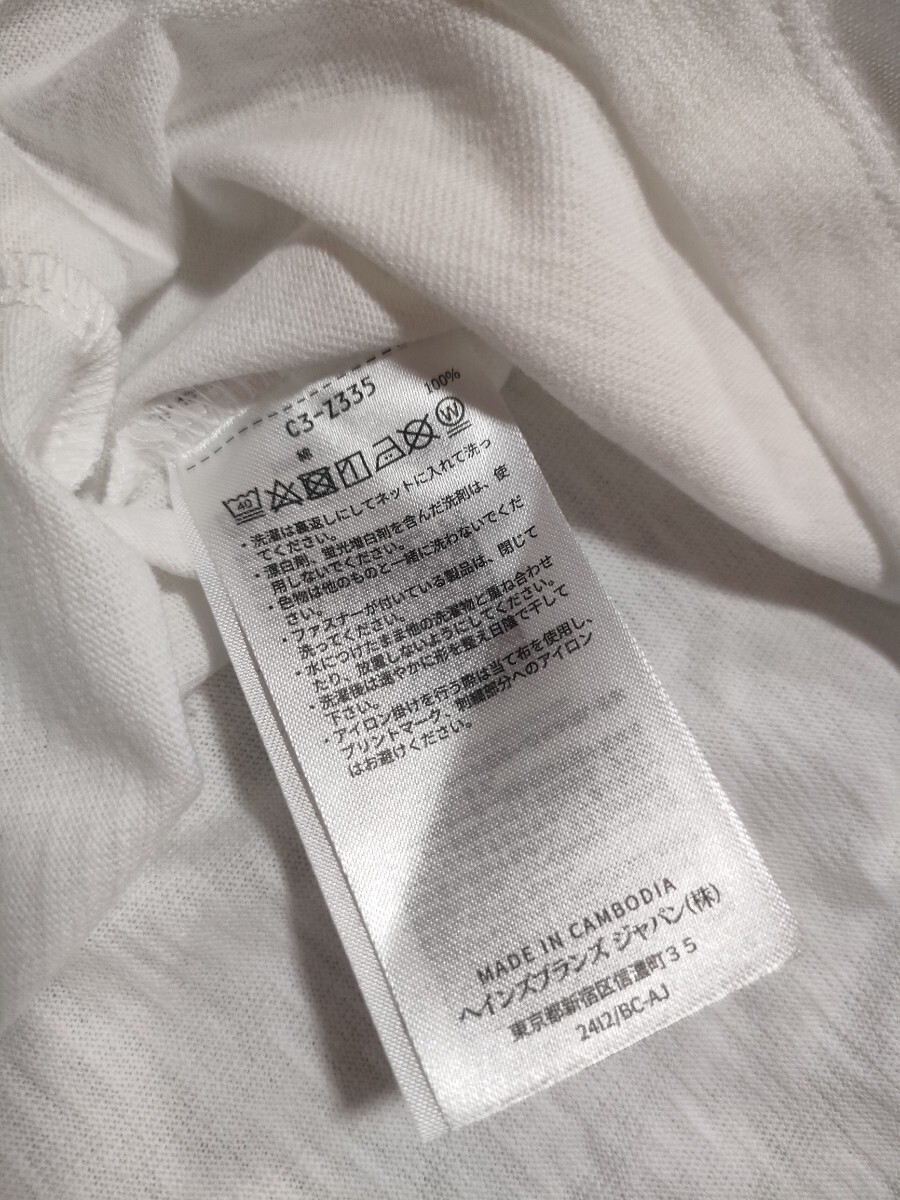 C3-Z335
綿 100%
40 W
・洗濯は裏返しにしてネットに入れて洗っ
てください。
・漂白剤、蛍光漂白剤を含んだ洗剤は、使
用しないでください。
・色物は他のものと一緒に洗わないでくだ
さい。
・ファスナーが付いている製品は、閉じて
洗ってください。
・水につけたまま他の洗濯物と重ね合わせ
たり、放置しないようにしてください。
・洗濯後は速やかに形を整え日陰で干して
下さい。
・アイロン掛けを行う際は当て布を使用し、
プリントマーク、刺繍部分へのアイロン
はお避けください。
MADE IN CAMBODIA
ヘインズブランズ ジャパン(株)
東京都新宿区信濃町35
2412/BC-AJ